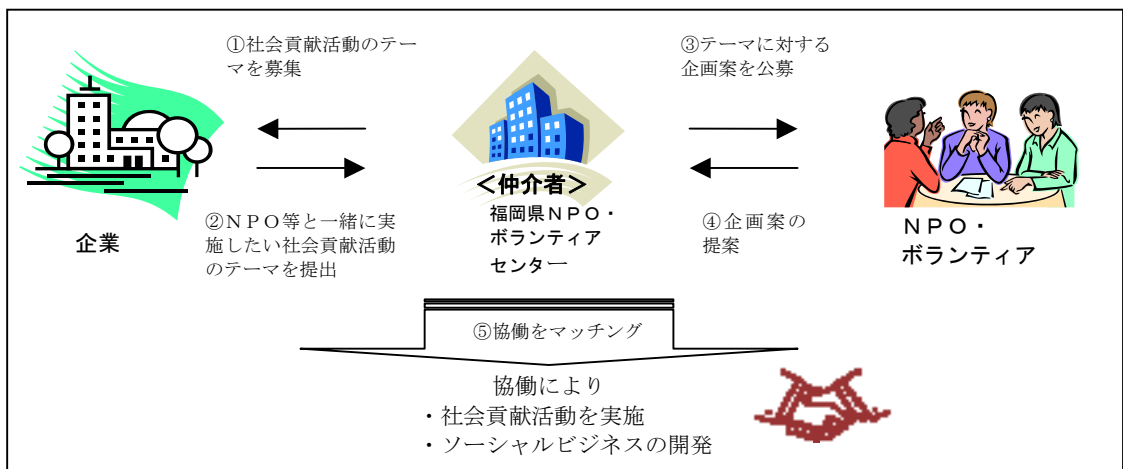 ①社会貢献活動のテー
マを募集
③テーマに対する
企画案を公募
＜仲介者＞
福岡県ＮＰＯ・
ボランティア
センター
②ＮＰＯ等と一緒に実
施したい社会貢献活動
のテーマを提出
企業
④企画案の
提案
ＮＰＯ・
ボランティア
⑤協働をマッチング
協働により
・社会貢献活動を実施
・ソーシャルビジネスの開発